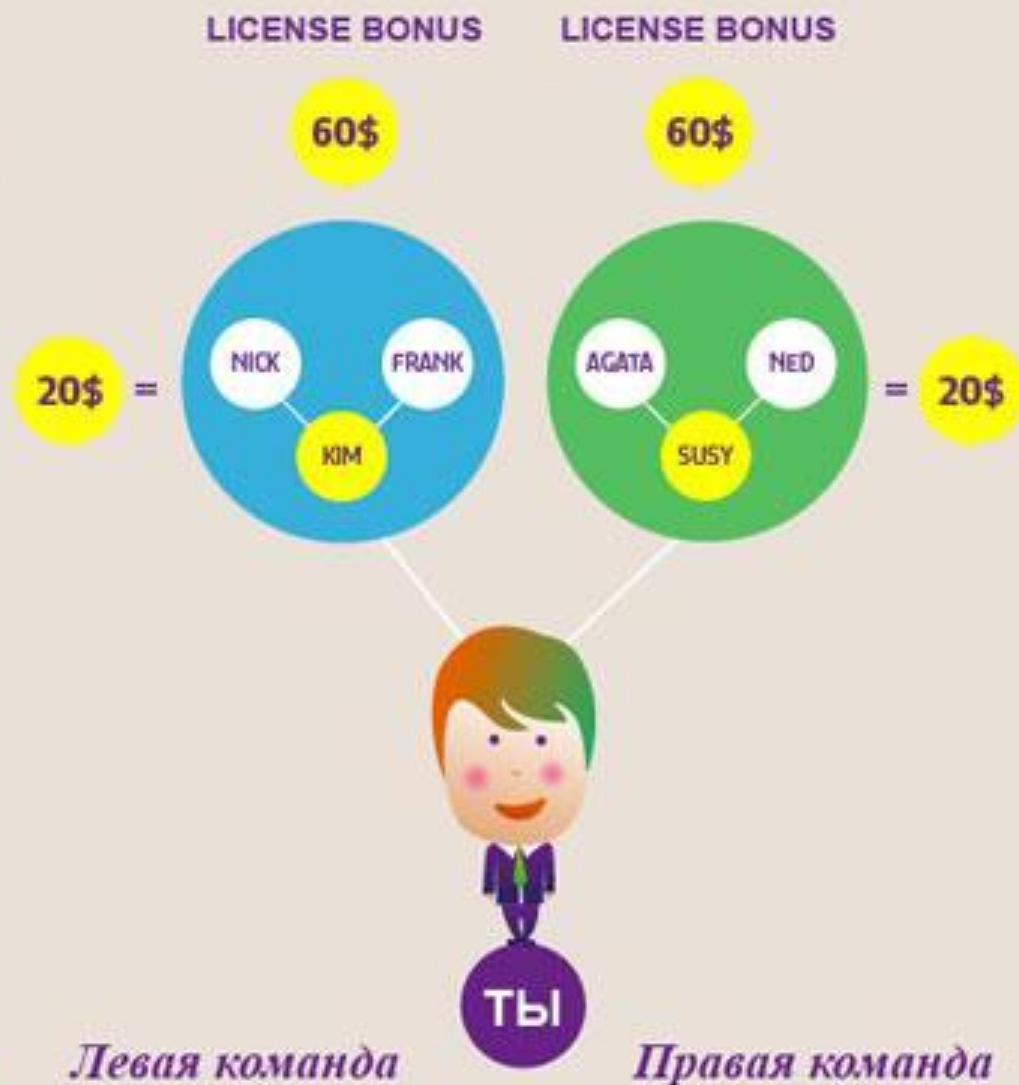 LICENSE BONUS LICENSE BONUS
60$ 60$
NICK FRANK AGATA NED
20$ = = 20$
KIM SUSY
ТЫ
Левая команда Правая команда